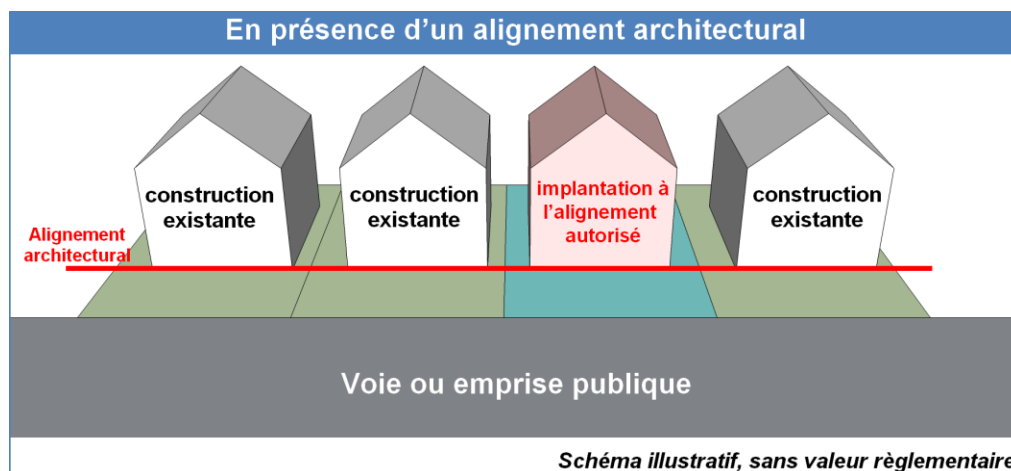 En présence d'un alignement architectural
construction
existante
construction
existante
implantation à
l'alignement
autorisé
construction
existante
Alignement
architectural
Voie ou emprise publique
Schéma illustratif, sans valeur règlementaire